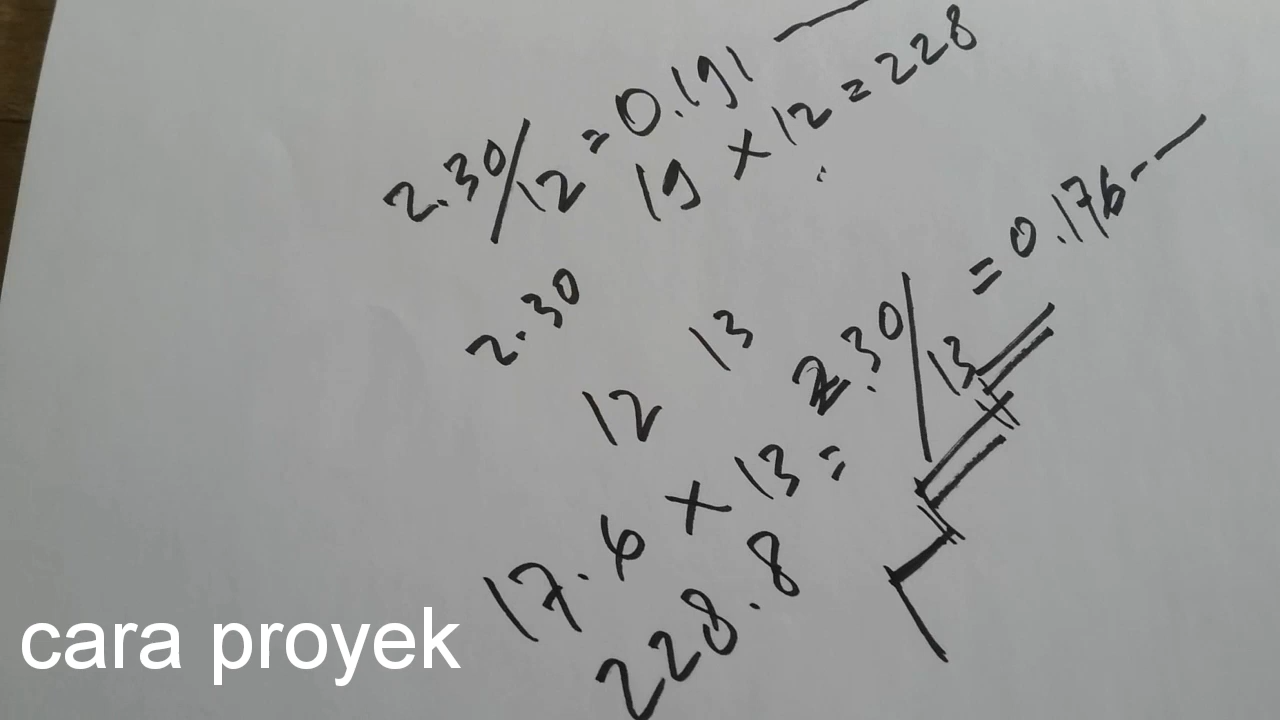 2.30/12 = 0.191
19 x 12 = 228
2.30
12 13
2.30/13 = 0.176
17.6 x 13 =
228.8
cara proyek